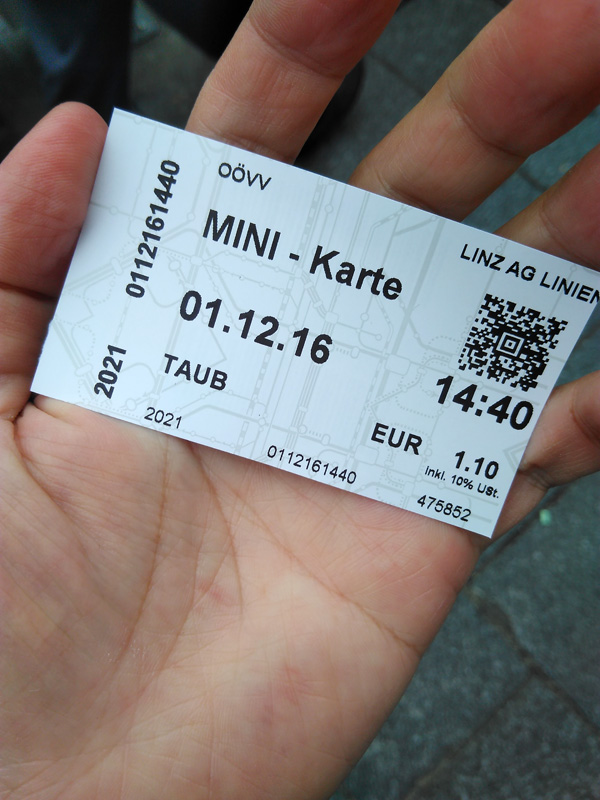 OÖVV
LINZ AG LINIEN
MINI - Karte
01.12.16
14:40
TAUB
EUR 1.10
Inkl. 10% USt.
2021
0112161440
475852
2021 0112161440